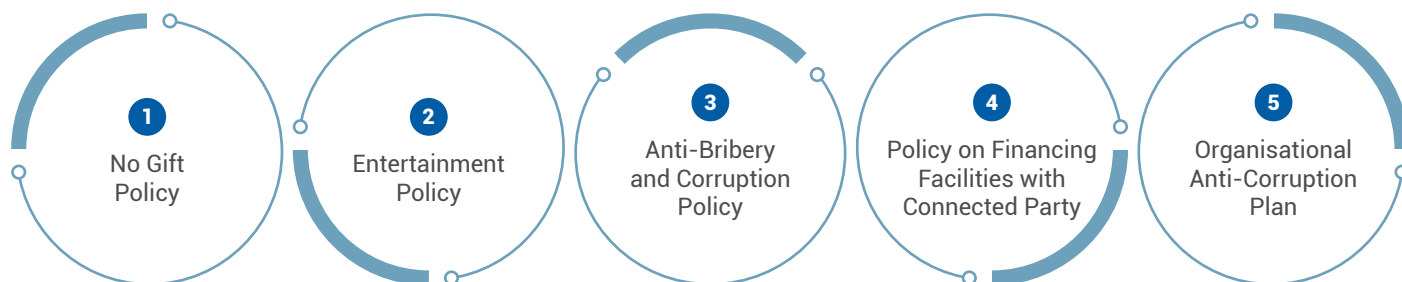 1
No Gift
Policy
2
Entertainment
Policy
3
Anti-Bribery
and Corruption
Policy
4
Policy on Financing
Facilities with
Connected Party
5
Organisational
Anti-Corruption
Plan